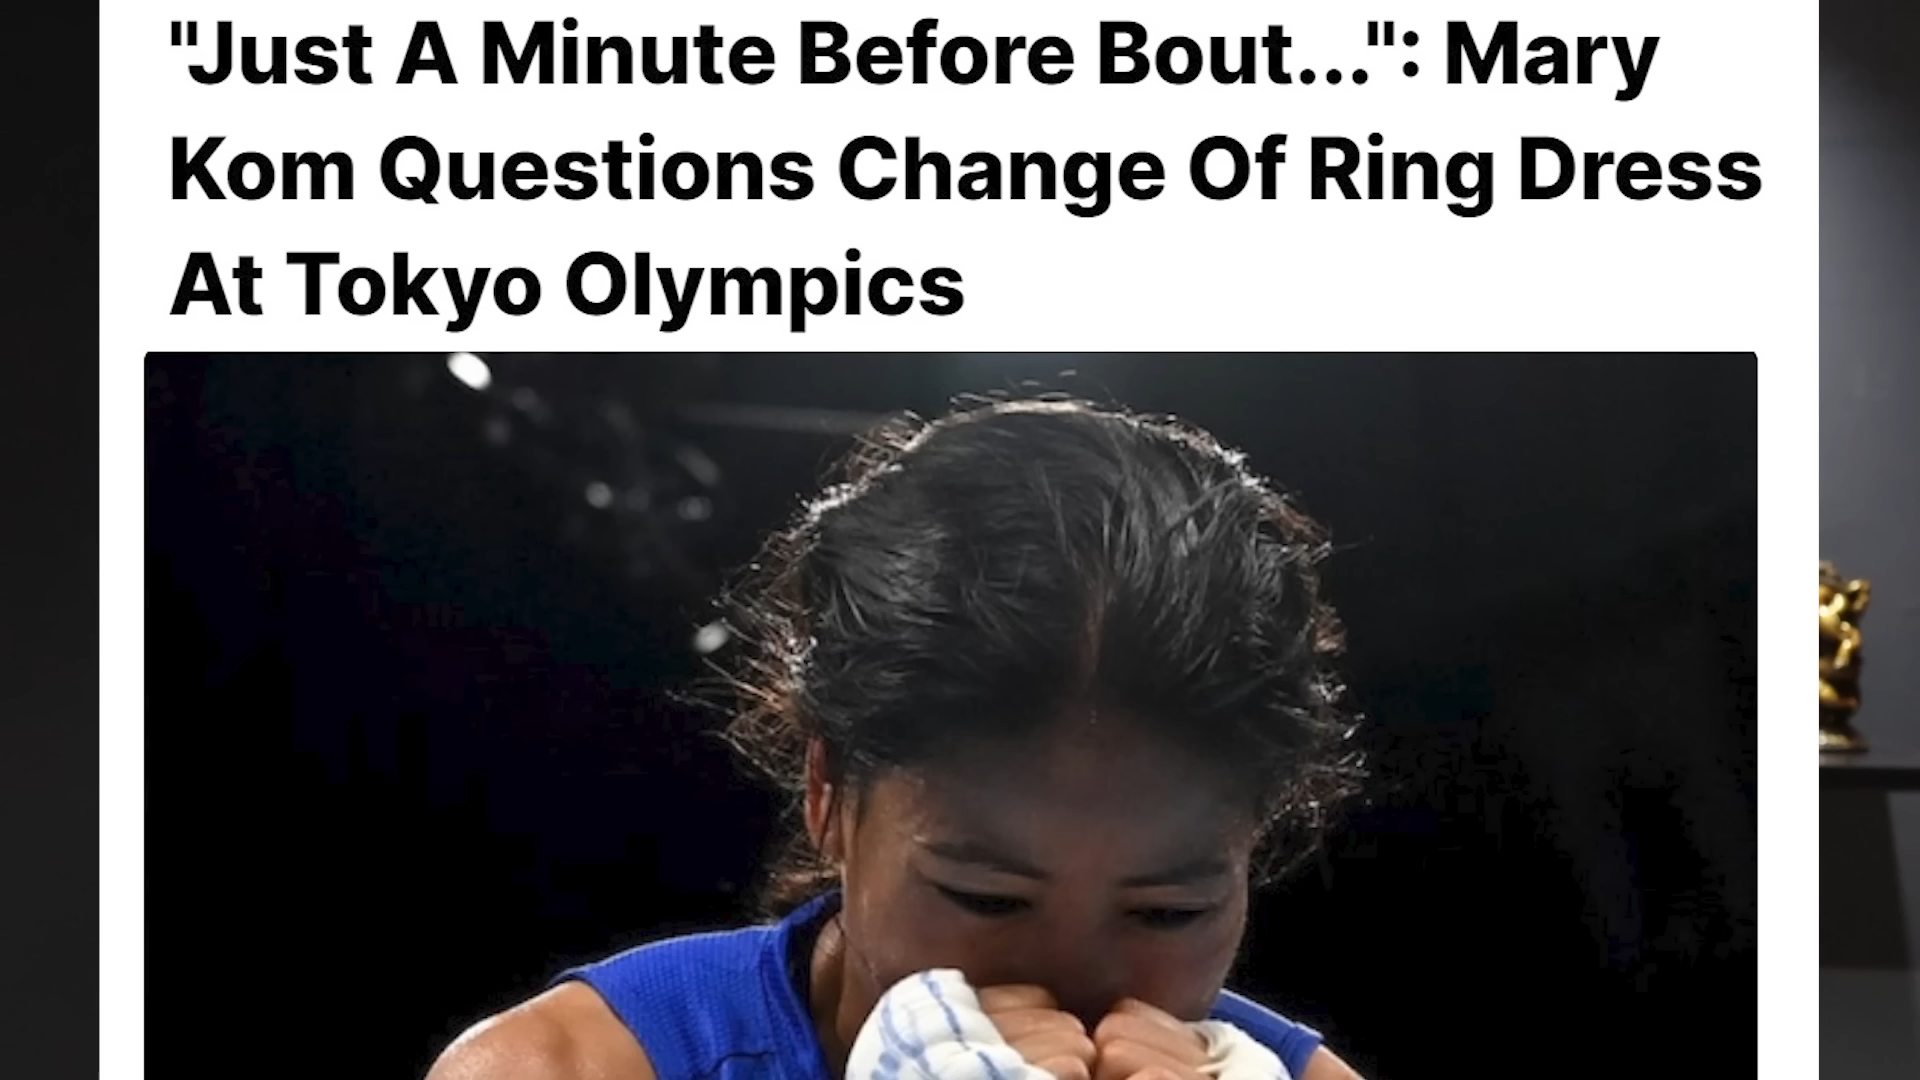 "Just A Minute Before Bout...": Mary
Kom Questions Change Of Ring Dress
At Tokyo Olympics